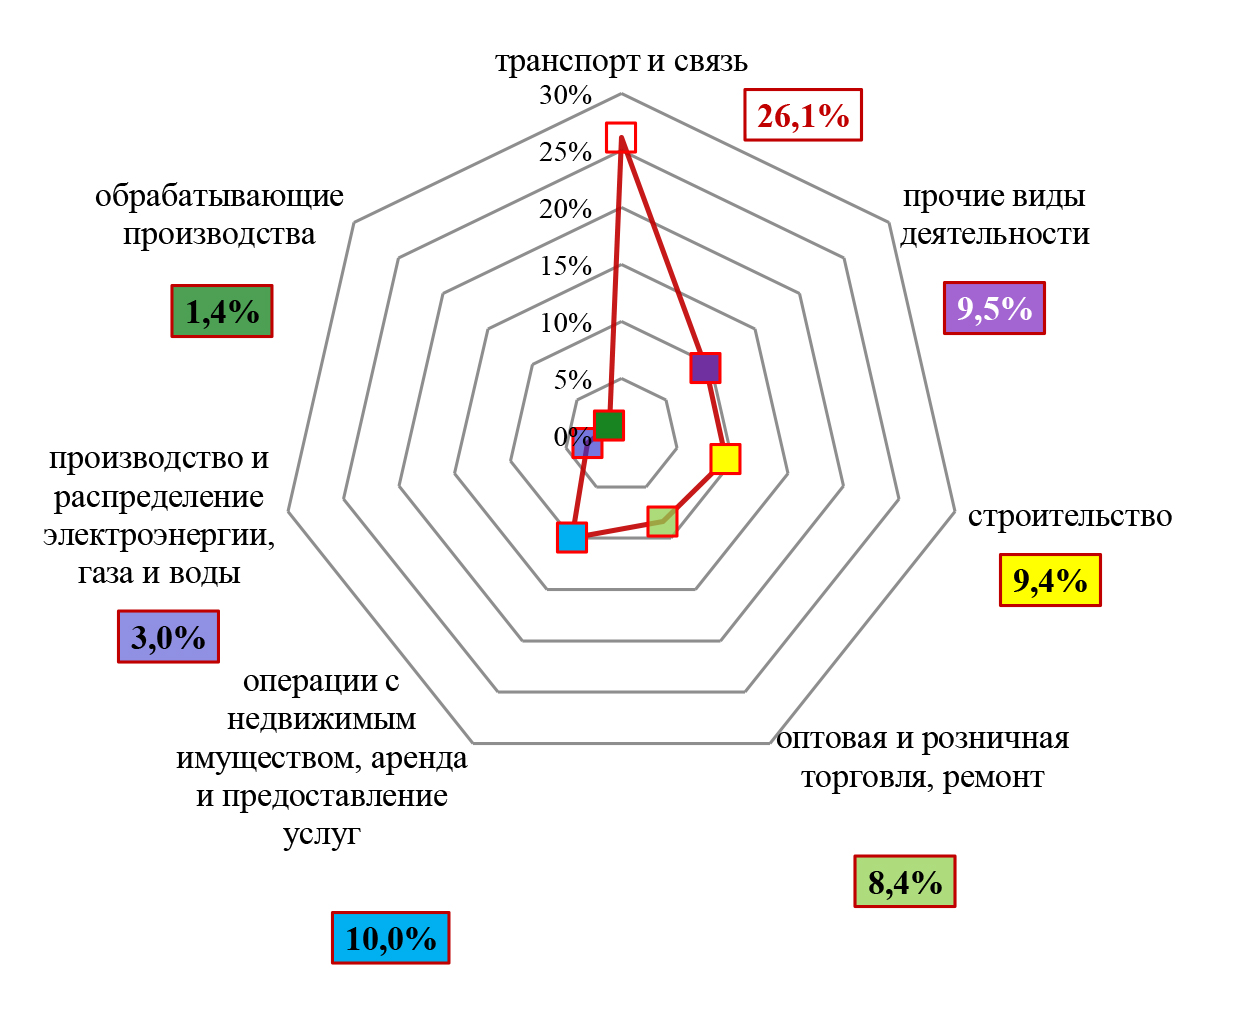 транспорт и связь
30%
25%
20%
15%
10%
5%
0%
26,1%
прочие виды
деятельности
9,5%
строительство
9,4%
оптовая и розничная
торговля, ремонт
8,4%
операции с
недвижимым
имуществом, аренда
и предоставление
услуг
10,0%
производство и
распределение
электроэнергии,
газа и воды
3,0%
обрабатывающие
производства
1,4%